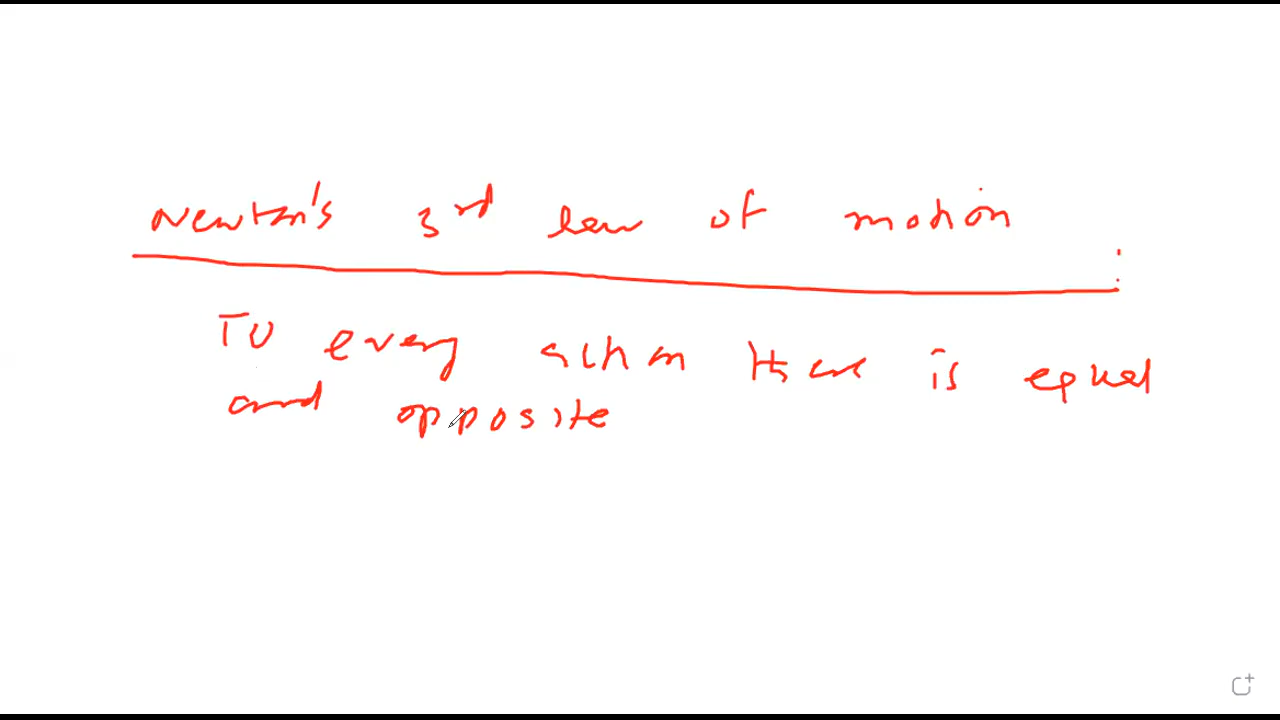 Newton's 3rd law of motion :
To every action there is equal
and opposite